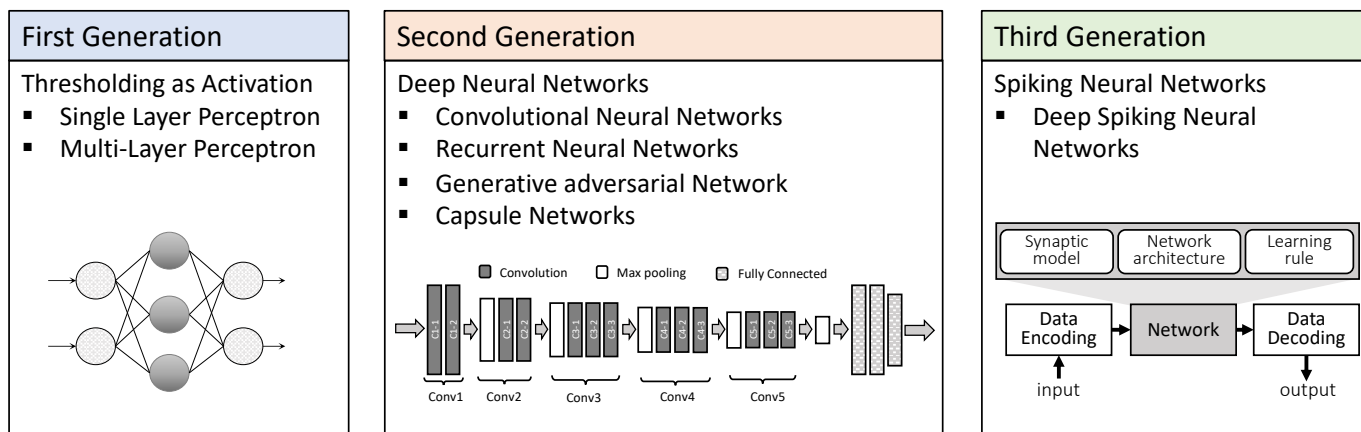 First Generation
Thresholding as Activation
▪ Single Layer Perceptron
▪ Multi-Layer Perceptron
Second Generation
Deep Neural Networks
▪ Convolutional Neural Networks
▪ Recurrent Neural Networks
▪ Generative adversarial Network
▪ Capsule Networks
Convolution
Max pooling
Fully Connected
C1-1
C1-2
C2-1
C2-2
C3-1
C3-2
C3-3
C4-1
C4-2
C4-3
C5-1
C5-2
C5-3
Conv1
Conv2
Conv3
Conv4
Conv5
Third Generation
Spiking Neural Networks
▪ Deep Spiking Neural
Networks
Synaptic
model
Network
architecture
Learning
rule
Data
Encoding
Network
Data
Decoding
input
output